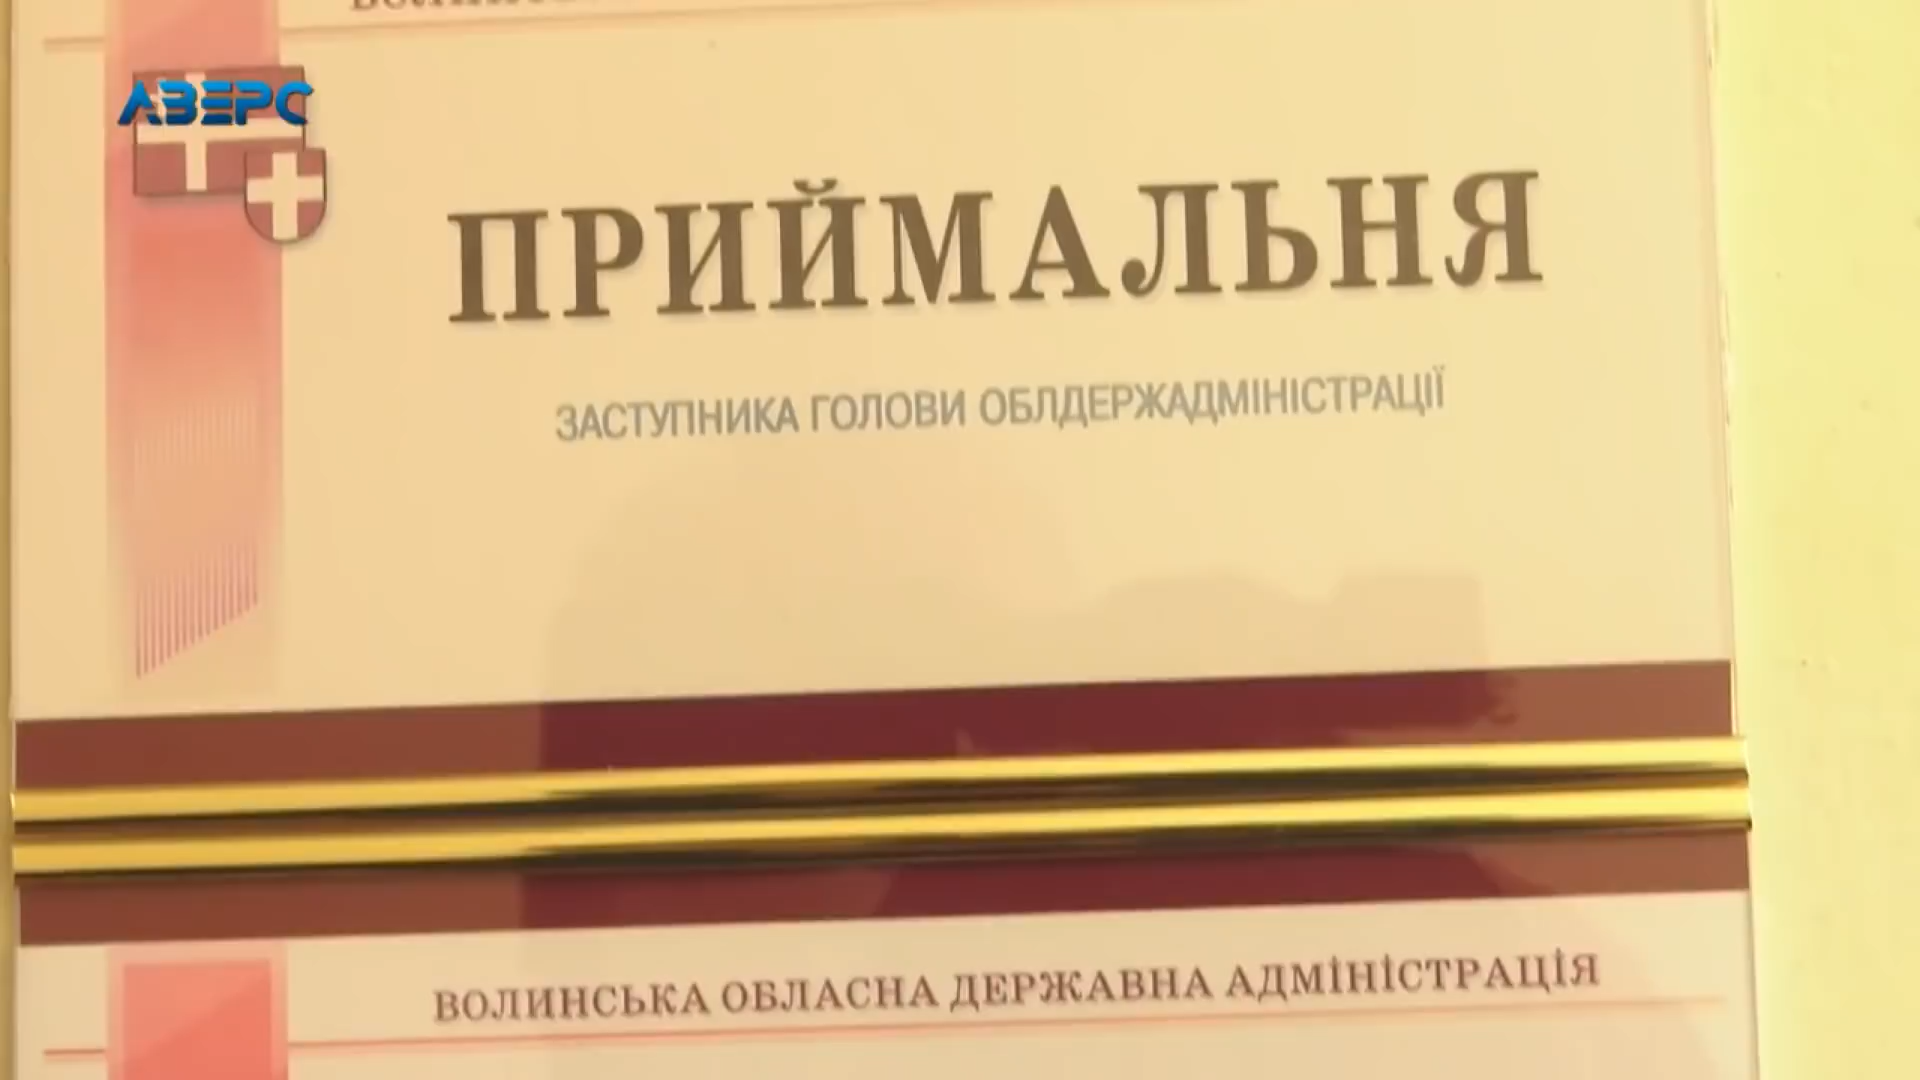 АВЕРС
ПРИЙМАЛЬНЯ
ЗАСТУПНИКА ГОЛОВИ ОБЛДЕРЖАДМІНІСТРАЦІЇ
ВОЛИНСЬКА ОБЛАСНА ДЕРЖАВНА АДМІНІСТРАЦІЯ